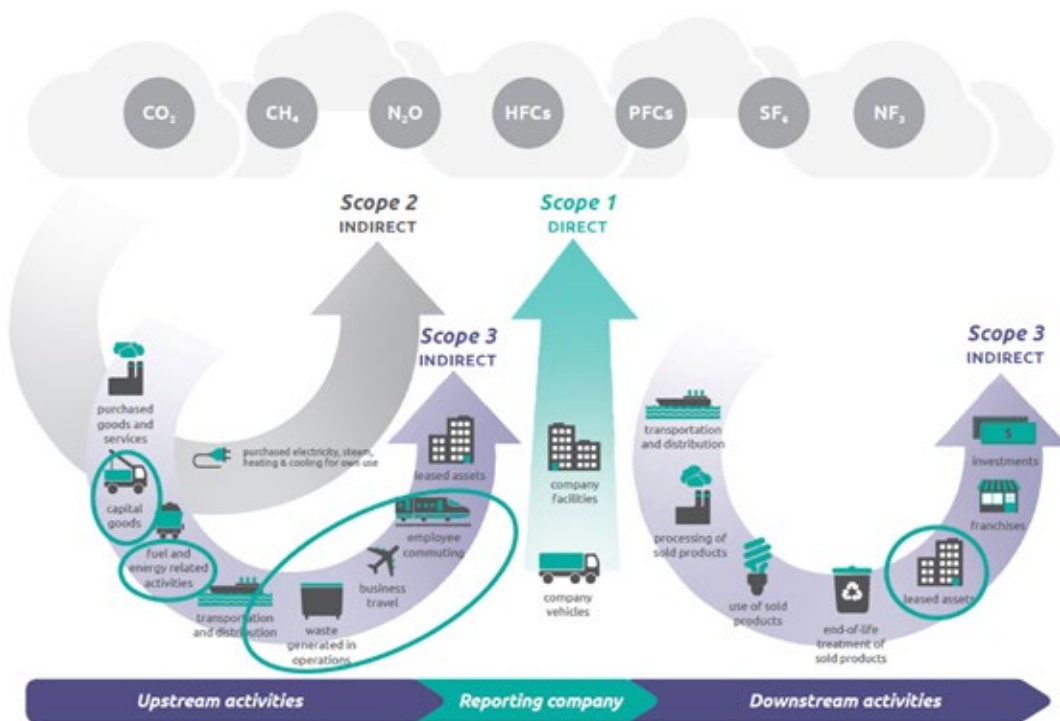 CO₂ CH₄ N₂O HFCs PFCs SF₆ NF₃
Scope 2
INDIRECT
Scope 1
DIRECT
Scope 3
INDIRECT
Scope 3
INDIRECT
purchased
goods and
services
capital
goods
fuel and
energy related
activities
transportation
and distribution
waste
generated in
operations
business
travel
employee
commuting
leased assets
purchased electricity, steam,
heating & cooling for own use
company
facilities
company
vehicles
transportation
and distribution
processing of
sold products
use of sold
products
end-of-life
treatment of
sold products
leased assets
franchises
$
investments
Upstream activities
Reporting company
Downstream activities